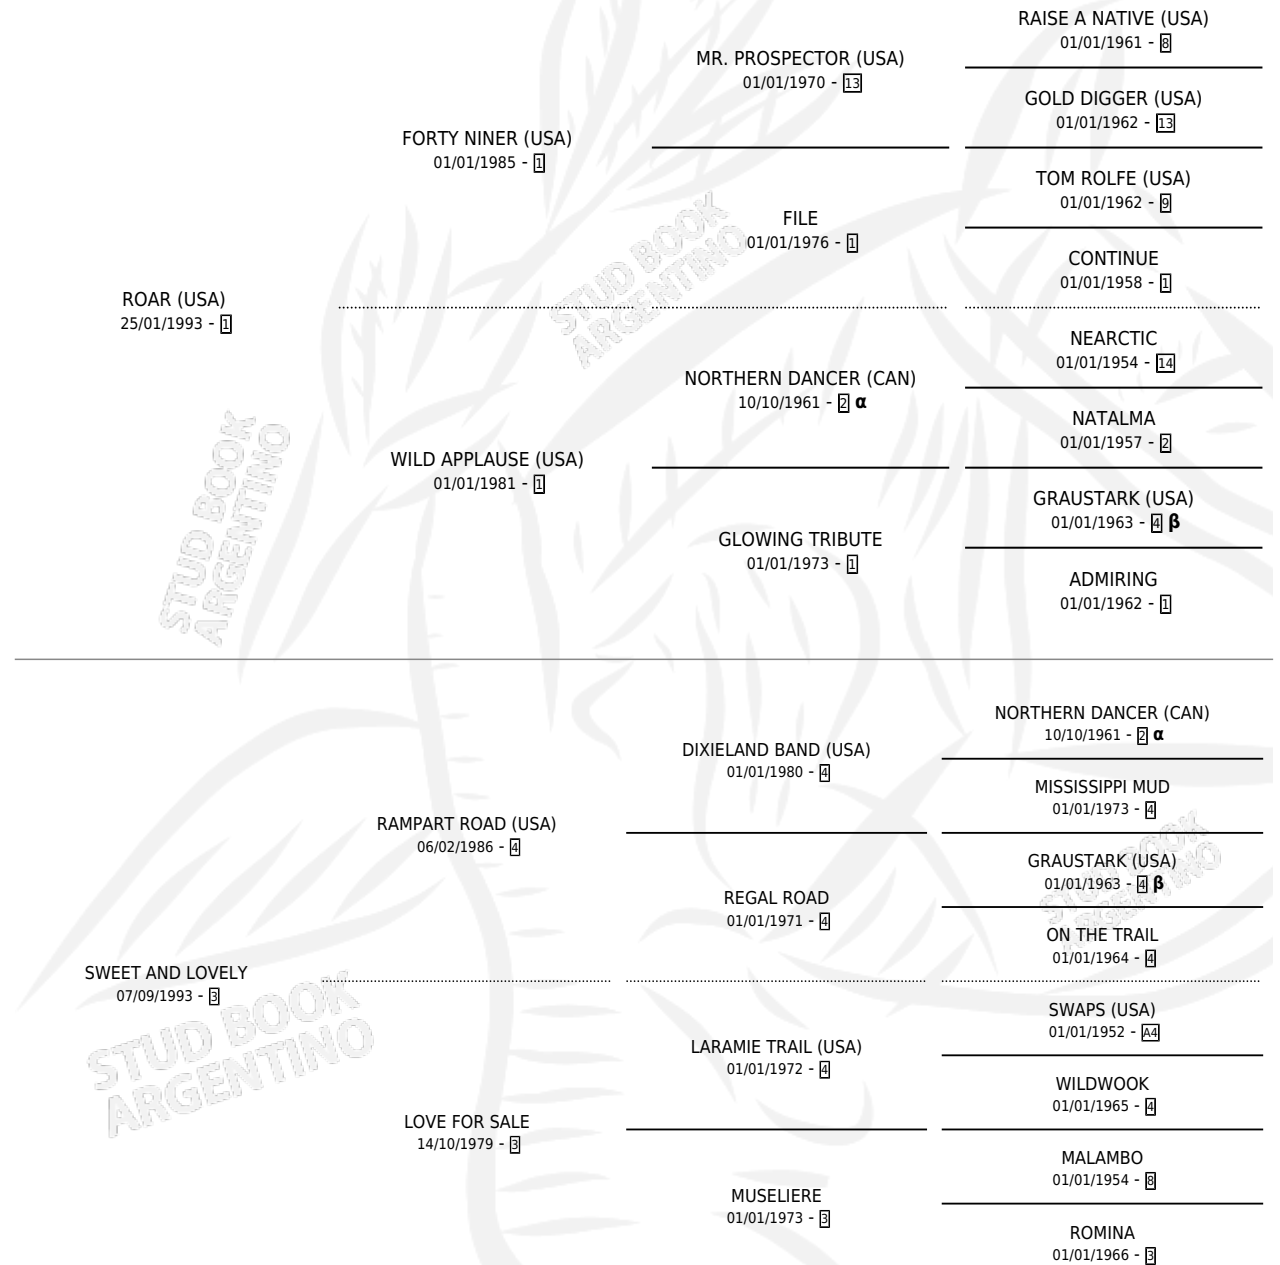 RAISE A NATIVE (USA)
01/01/1961 - 8
MR. PROSPECTOR (USA)
01/01/1970 - 13
GOLD DIGGER (USA)
01/01/1962 - 13
FORTY NINER (USA)
01/01/1985 - 1
TOM ROLFE (USA)
01/01/1962 - 9
FILE
01/01/1976 - 1
CONTINUE
01/01/1958 - 1
ROAR (USA)
25/01/1993 - 1
NEARCTIC
01/01/1954 - 14
NORTHERN DANCER (CAN)
10/10/1961 - 2 α
NATALMA
01/01/1957 - 2
WILD APPLAUSE (USA)
01/01/1981 - 1
GRAUSTARK (USA)
01/01/1963 - 4 β
GLOWING TRIBUTE
01/01/1973 - 1
ADMIRING
01/01/1962 - 1
NORTHERN DANCER (CAN)
10/10/1961 - 2 α
DIXIELAND BAND (USA)
01/01/1980 - 4
MISSISSIPPI MUD
01/01/1973 - 4
RAMPART ROAD (USA)
06/02/1986 - 4
GRAUSTARK (USA)
01/01/1963 - 4 β
REGAL ROAD
01/01/1971 - 4
ON THE TRAIL
01/01/1964 - 4
SWEET AND LOVELY
07/09/1993 - 3
SWAPS (USA)
01/01/1952 - A4
LARAMIE TRAIL (USA)
01/01/1972 - 4
WILDWOOK
01/01/1965 - 4
LOVE FOR SALE
14/10/1979 - 3
MALAMBO
01/01/1954 - 8
MUSELIERE
01/01/1973 - 3
ROMINA
01/01/1966 - 3
STUD BOOK
ARGENTINO
STUD BOOK
ARGENTINO
STUD BOOK
ARGENTINO
STUD BOOK
ARGENTINO